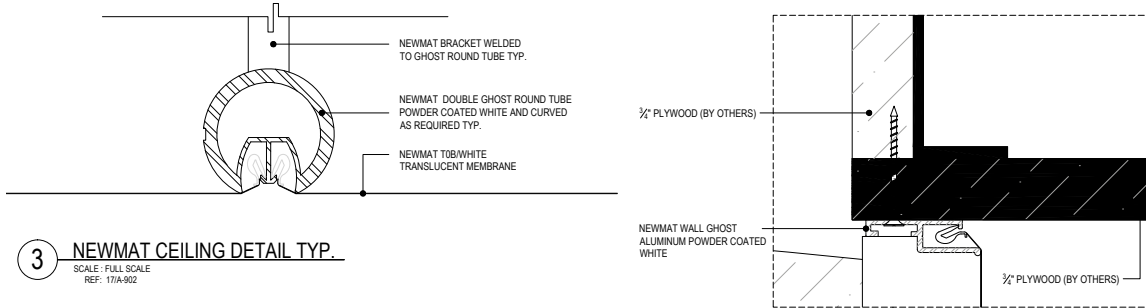 NEWMAT BRACKET WELDED
TO GHOST ROUND TUBE TYP.
NEWMAT DOUBLE GHOST ROUND TUBE
POWDER COATED WHITE AND CURVED
AS REQUIRED TYP.
NEWMAT T0B/WHITE
TRANSLUCENT MEMBRANE
3
NEWMAT CEILING DETAIL TYP.
SCALE : FULL SCALE
REF: 17/A-902
¾" PLYWOOD (BY OTHERS)
NEWMAT WALL GHOST
ALUMINUM POWDER COATED
WHITE
¾" PLYWOOD (BY OTHERS)